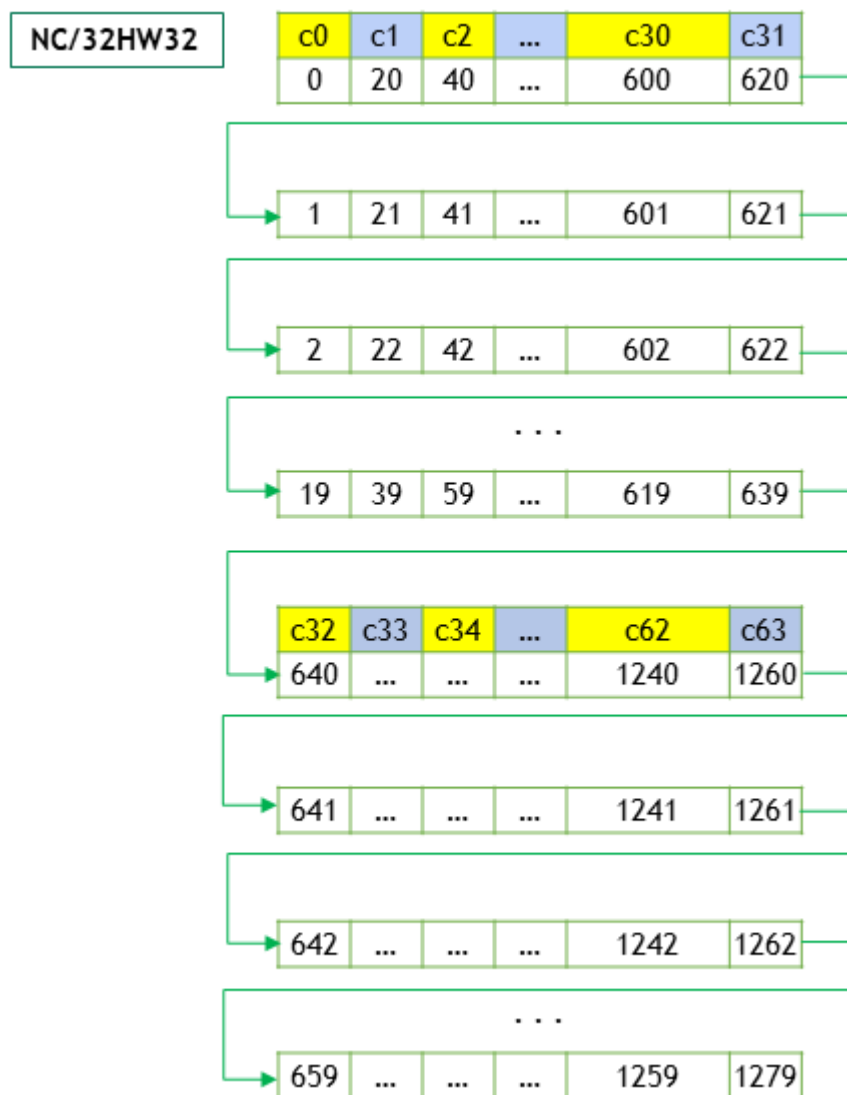 NC/32HW32
c0 c1 c2 ... c30 c31
0 20 40 ... 600 620
1 21 41 ... 601 621
2 22 42 ... 602 622
. . .
19 39 59 ... 619 639
c32 c33 c34 ... c62 c63
640 ... ... ... 1240 1260
641 ... ... ... 1241 1261
642 ... ... ... 1242 1262
. . .
659 ... ... ... 1259 1279